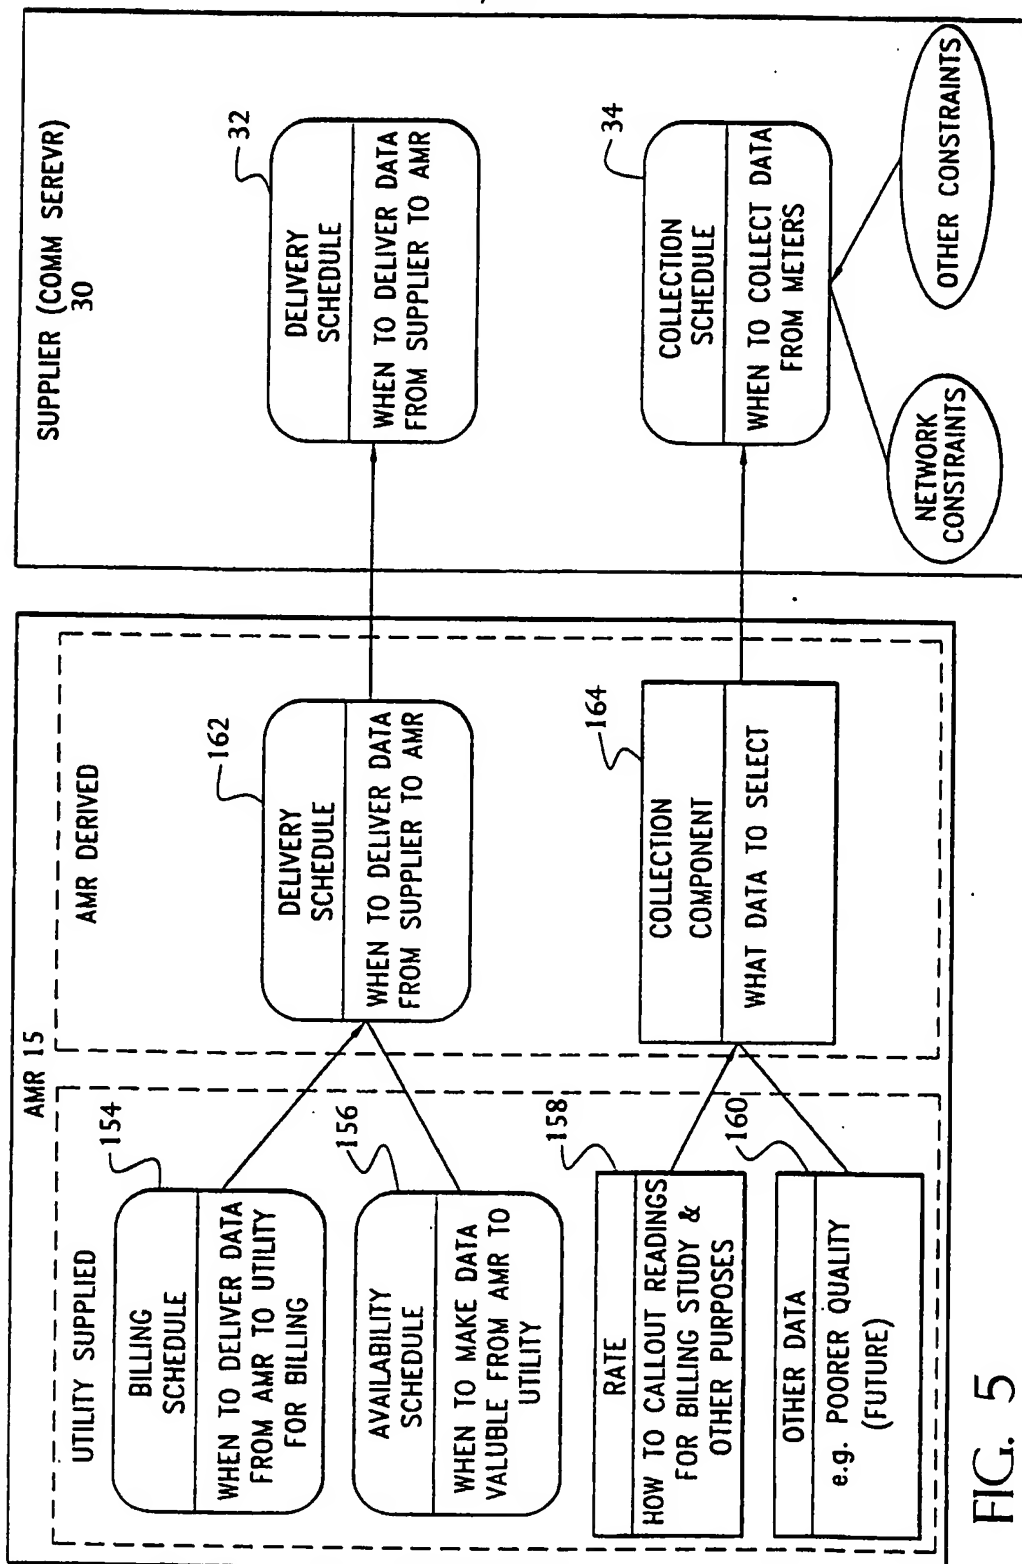 AMR 15
UTILITY SUPPLIED
154
BILLING
SCHEDULE
WHEN TO DELIVER DATA
FROM AMR TO UTILITY
FOR BILLING
156
AVAILABILITY
SCHEDULE
WHEN TO MAKE DATA
VALUBLE FROM AMR TO
UTILITY
158
RATE
HOW TO CALLOUT READINGS
FOR BILLING STUDY &
OTHER PURPOSES
160
OTHER DATA
e.g. POORER QUALITY
(FUTURE)
AMR DERIVED
162
DELIVERY
SCHEDULE
WHEN TO DELIVER DATA
FROM SUPPLIER TO AMR
164
COLLECTION
COMPONENT
WHAT DATA TO SELECT
SUPPLIER (COMM SEREVR)
30
32
DELIVERY
SCHEDULE
WHEN TO DELIVER DATA
FROM SUPPLIER TO AMR
34
COLLECTION
SCHEDULE
WHEN TO COLLECT DATA
FROM METERS
NETWORK
CONSTRAINTS
OTHER CONSTRAINTS
FIG. 5